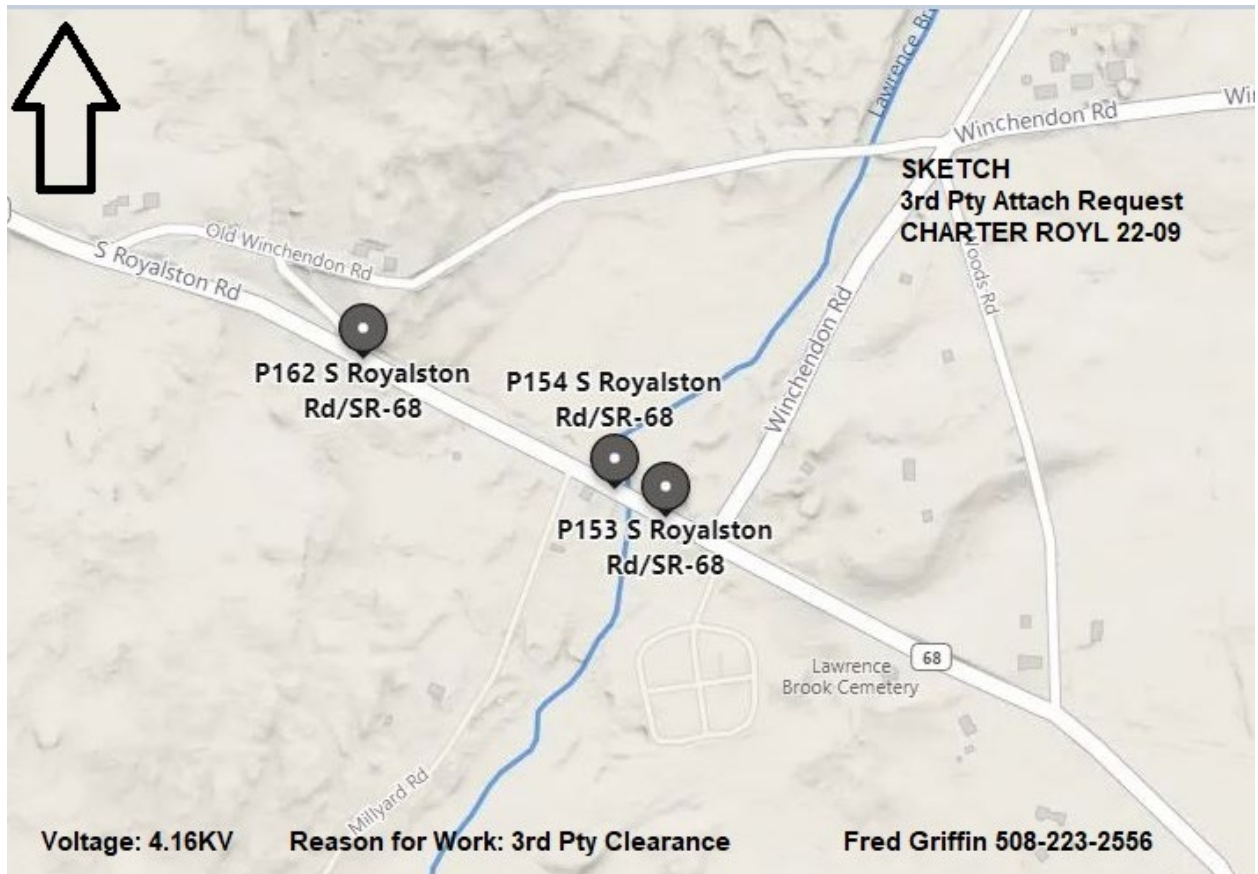 Lawrence Br
Winchendon Rd
Win
SKETCH
3rd Pty Attach Request
CHARTER ROYL 22-09
Woods Rd
Old Winchendon Rd
S Royalston Rd
P162 S Royalston
Rd/SR-68
P154 S Royalston
Rd/SR-68
Winchendon Rd
P153 S Royalston
Rd/SR-68
68
Lawrence
Brook Cemetery
Millyard Rd
Voltage: 4.16KV Reason for Work: 3rd Pty Clearance Fred Griffin 508-223-2556